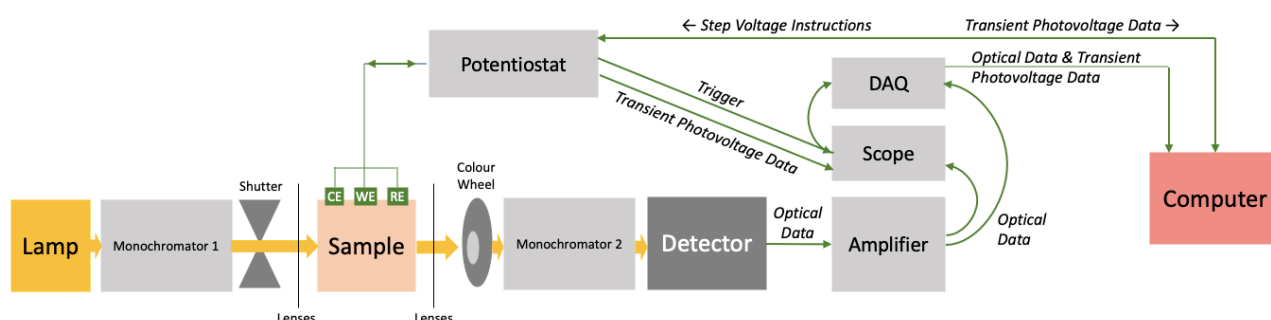 ← Step Voltage Instructions
Transient Photovoltage Data →
Potentiostat
Optical Data & Transient
Photovoltage Data
DAQ
Trigger
Transient Photovoltage Data
Scope
Colour
Wheel
Shutter
CE
WE
RE
Computer
Lamp
Monochromator 1
Sample
Monochromator 2
Detector
Optical
Data
Amplifier
Optical
Data
Lenses
Lenses